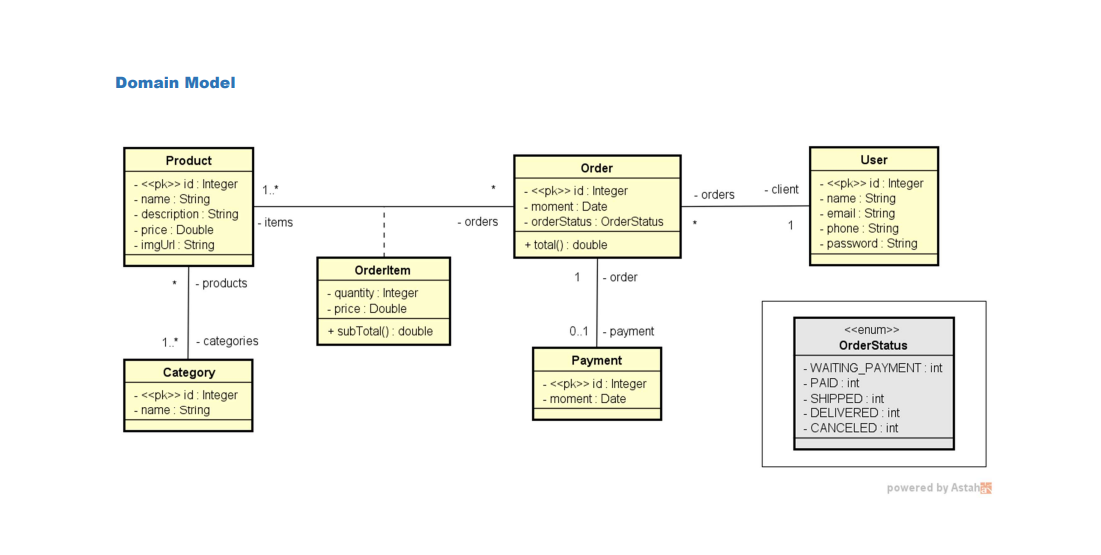 Domain Model
Product
- <<pk>> id : Integer
- name : String
- description : String
- price : Double
- imgUrl : String
1..*
*
- items
- orders
Order
- <<pk>> id : Integer
- moment : Date
- orderStatus : OrderStatus
+ total() : double
- orders
- client
*
1
User
- <<pk>> id : Integer
- name : String
- email : String
- phone : String
- password : String
OrderItem
- quantity : Integer
- price : Double
+ subTotal() : double
* - products
1..* - categories
Category
- <<pk>> id : Integer
- name : String
1 - order
0..1 - payment
Payment
- <<pk>> id : Integer
- moment : Date
<<enum>>
OrderStatus
- WAITING_PAYMENT : int
- PAID : int
- SHIPPED : int
- DELIVERED : int
- CANCELED : int
powered by Astah